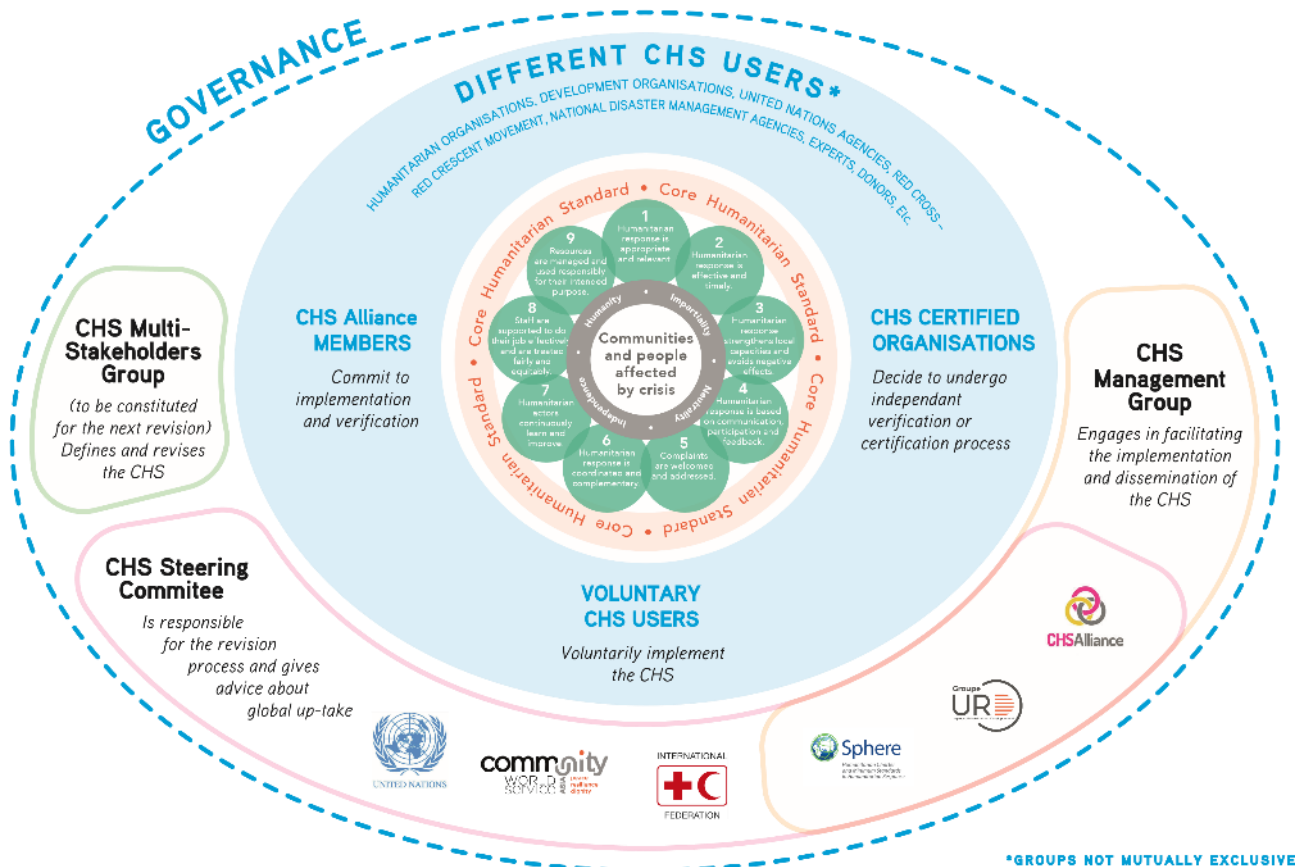 GOVERNANCE
DIFFERENT CHS USERS*
HUMANITARIAN ORGANISATIONS, DEVELOPMENT ORGANISATIONS, UNITED NATIONS AGENCIES, RED CROSS –
RED CRESCENT MOVEMENT, NATIONAL DISASTER MANAGEMENT AGENCIES, EXPERTS, DONORS, Etc.
Core Humanitarian Standard • Core Humanitarian Standard • Core Humanitarian Standard • Core Humanitarian Standard • Core Humanitarian Standard •
1
Humanitarian
response is
appropriate
and relevant.
2
Humanitarian
response is
effective and
timely.
3
Humanitarian
response
strengthens local
capacities and
avoids negative
effects.
4
Humanitarian
response is based
on communication,
participation and
feedback.
5
Complaints
are welcomed
and addressed.
6
Humanitarian
response is
coordinated and
complementary.
7
Humanitarian
actors
continuously
learn and
improve.
8
Staff are
supported to do
their job effectively
and are treated
fairly and
equitably.
9
Resources
are managed and
used responsibly
for their intended
purpose.
Humanity • Impartiality • Neutrality • Independence •
Communities
and people
affected
by crisis
CHS Multi-
Stakeholders
Group
(to be constituted
for the next revision)
Defines and revises
the CHS
CHS Alliance
MEMBERS
Commit to
implementation
and verification
CHS CERTIFIED
ORGANISATIONS
Decide to undergo
independant
verification or
certification process
CHS
Management
Group
Engages in facilitating
the implementation
and dissemination of
the CHS
CHS Steering
Commitee
Is responsible
for the revision
process and gives
advice about
global up-take
VOLUNTARY
CHS USERS
Voluntarily implement
the CHS
UNITED NATIONS
community
WORLD
service
ASIA
resilience
dignity
INTERNATIONAL
FEDERATION
Sphere
Groupe
URD
CHSAlliance
*GROUPS NOT MUTUALLY EXCLUSIVE